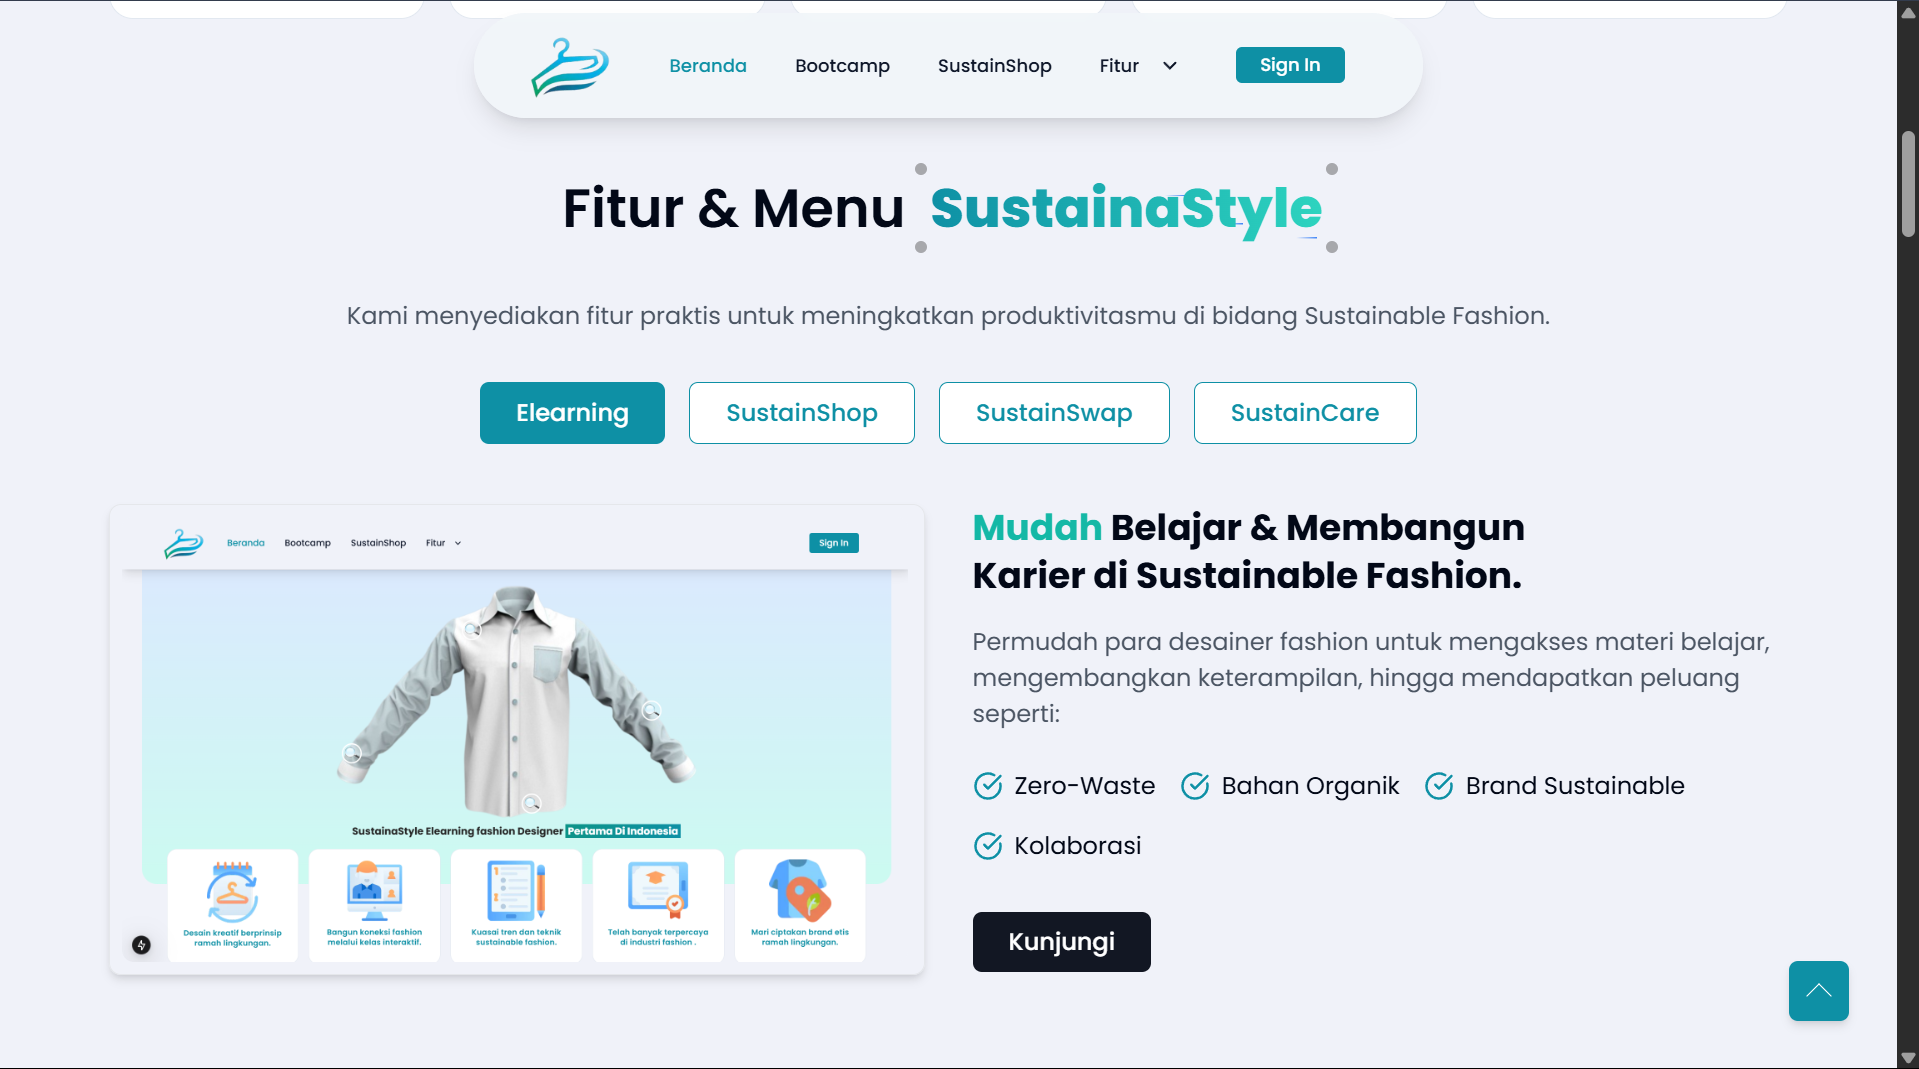 Beranda Bootcamp SustainShop Fitur Sign In
Fitur & Menu SustainaStyle
Kami menyediakan fitur praktis untuk meningkatkan produktivitasmu di bidang Sustainable Fashion.
Elearning SustainShop SustainSwap SustainCare
Beranda Bootcamp SustainShop Fitur Sign In
SustainaStyle Elearning fashion Designer Pertama Di Indonesia
Desain kreatif berprinsip
ramah lingkungan.
Bangun koneksi fashion
melalui kelas interaktif.
Kuasai tren dan teknik
sustainable fashion.
Telah banyak terpercaya
di industri fashion .
Mari ciptakan brand etis
ramah lingkungan.
Mudah Belajar & Membangun
Karier di Sustainable Fashion.
Permudah para desainer fashion untuk mengakses materi belajar,
mengembangkan keterampilan, hingga mendapatkan peluang
seperti:
Zero-Waste Bahan Organik Brand Sustainable
Kolaborasi
Kunjungi